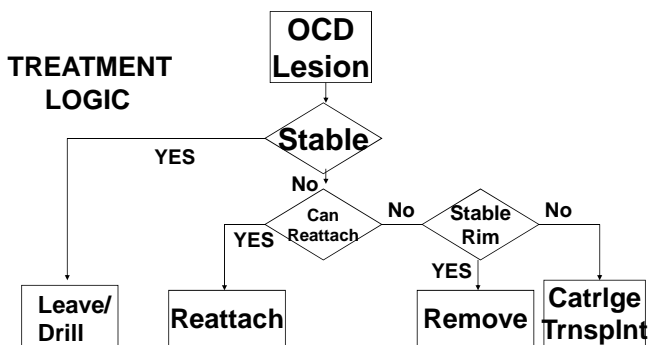 OCD
Lesion
TREATMENT
LOGIC
Stable
YES
No
Can
Reattach
YES
No
Stable
Rim
No
YES
Leave/
Drill
Reattach
Remove
Catrlge
Trnsplnt